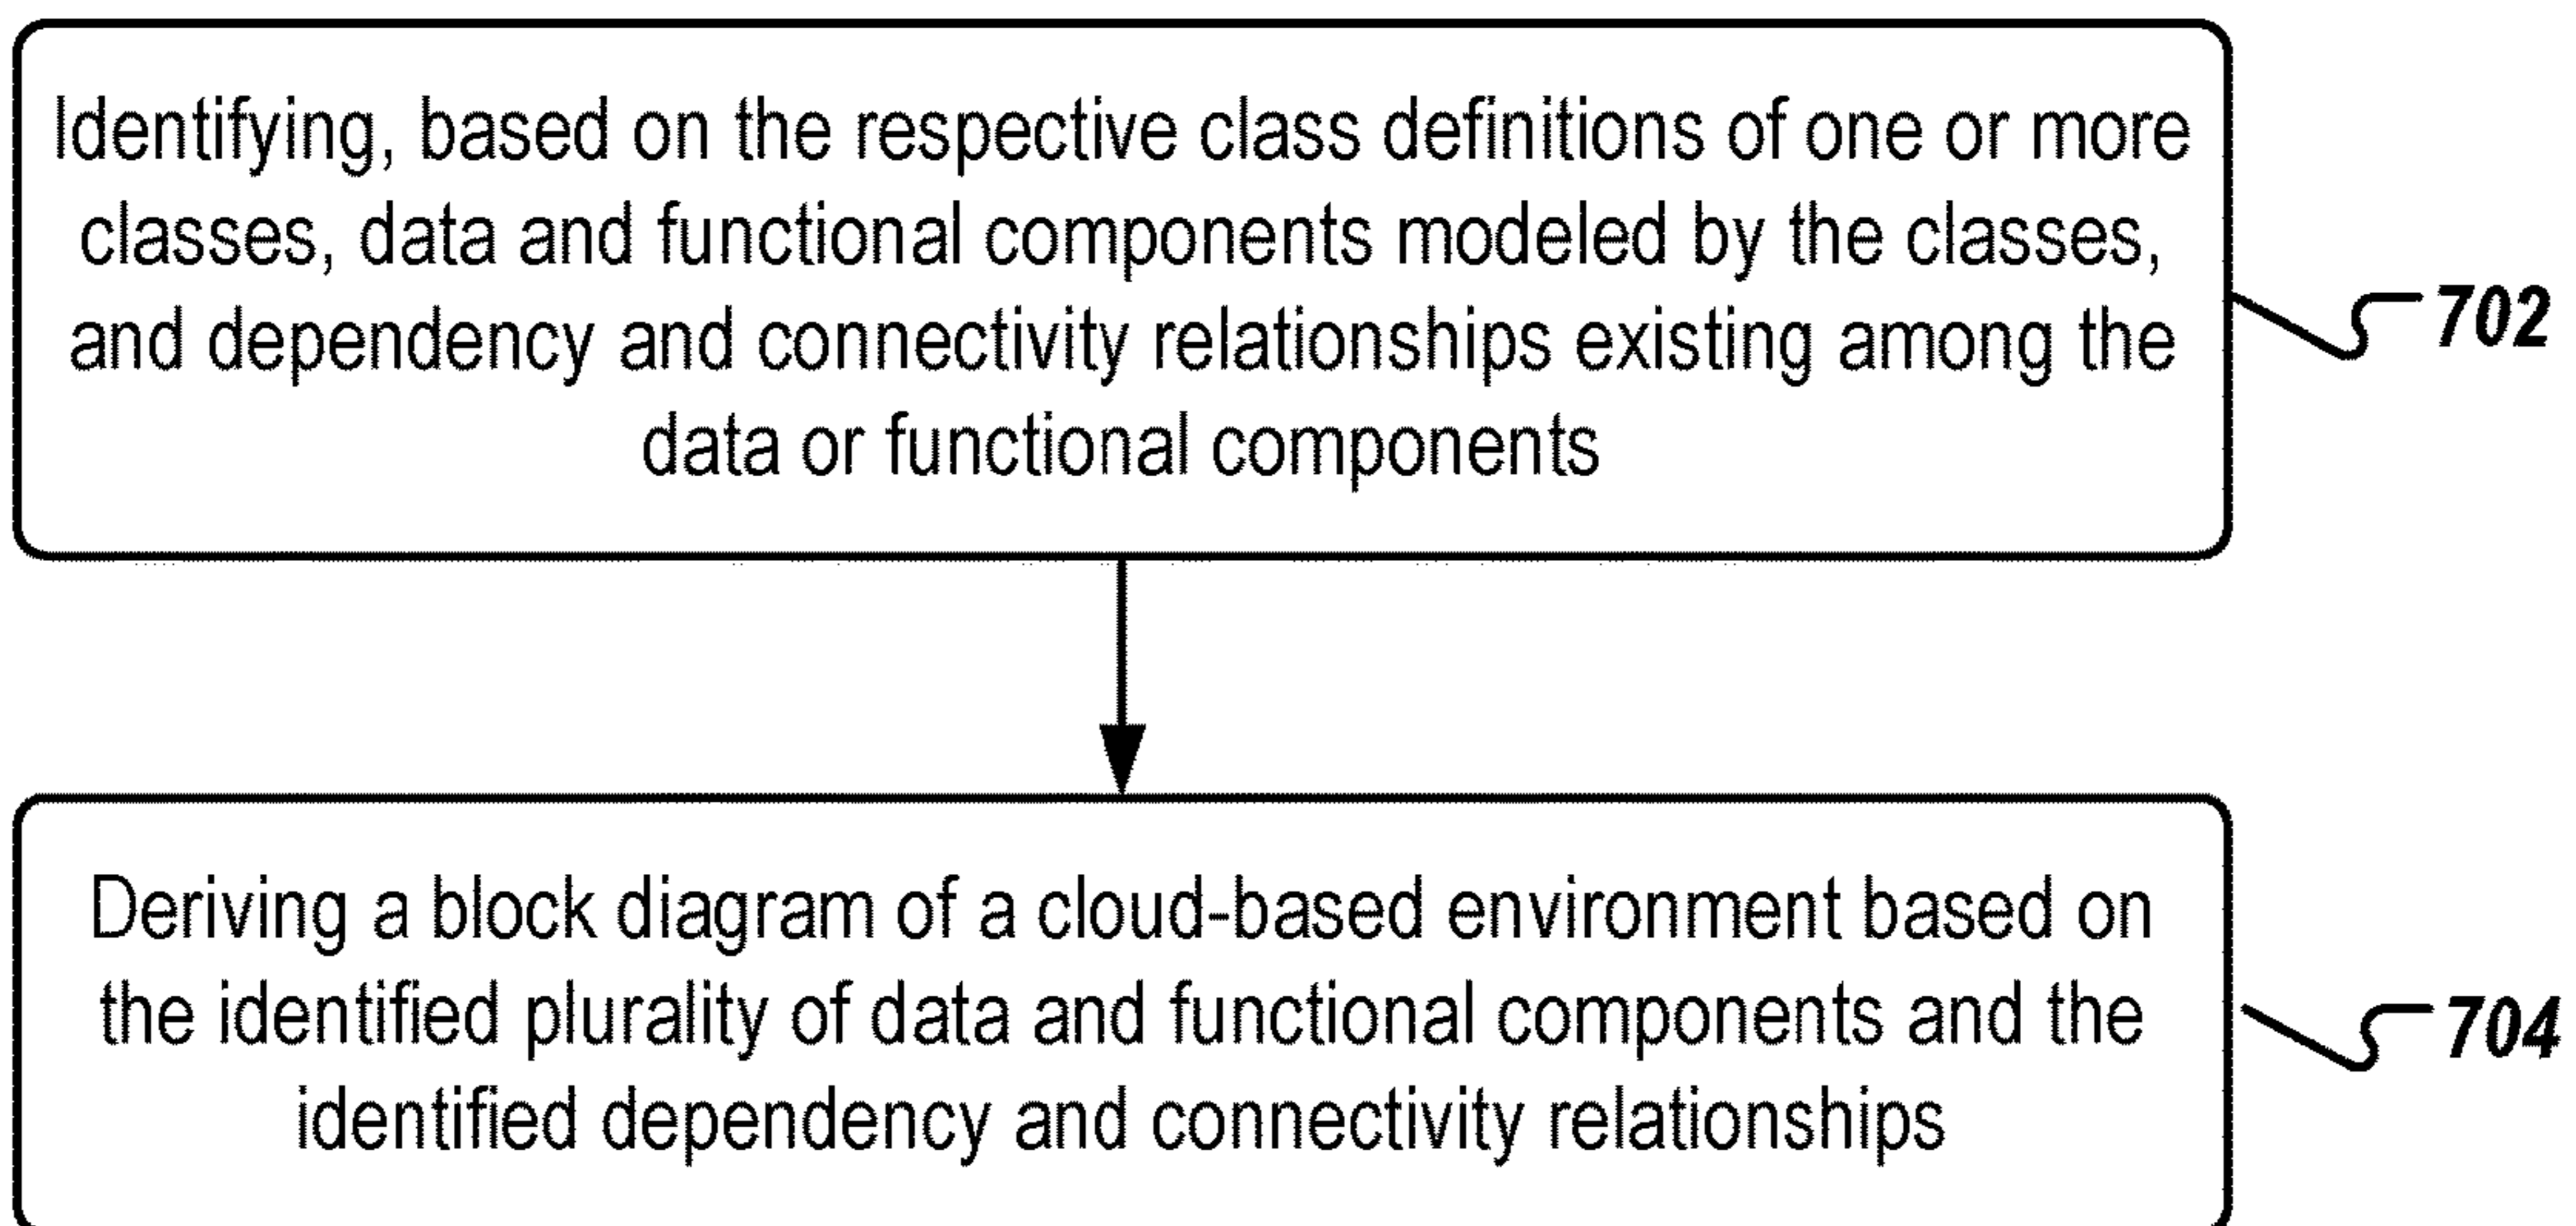 Identifying, based on the respective class definitions of one or more
classes, data and functional components modeled by the classes,
and dependency and connectivity relationships existing among the
data or functional components
702
Deriving a block diagram of a cloud-based environment based on
the identified plurality of data and functional components and the
identified dependency and connectivity relationships
704